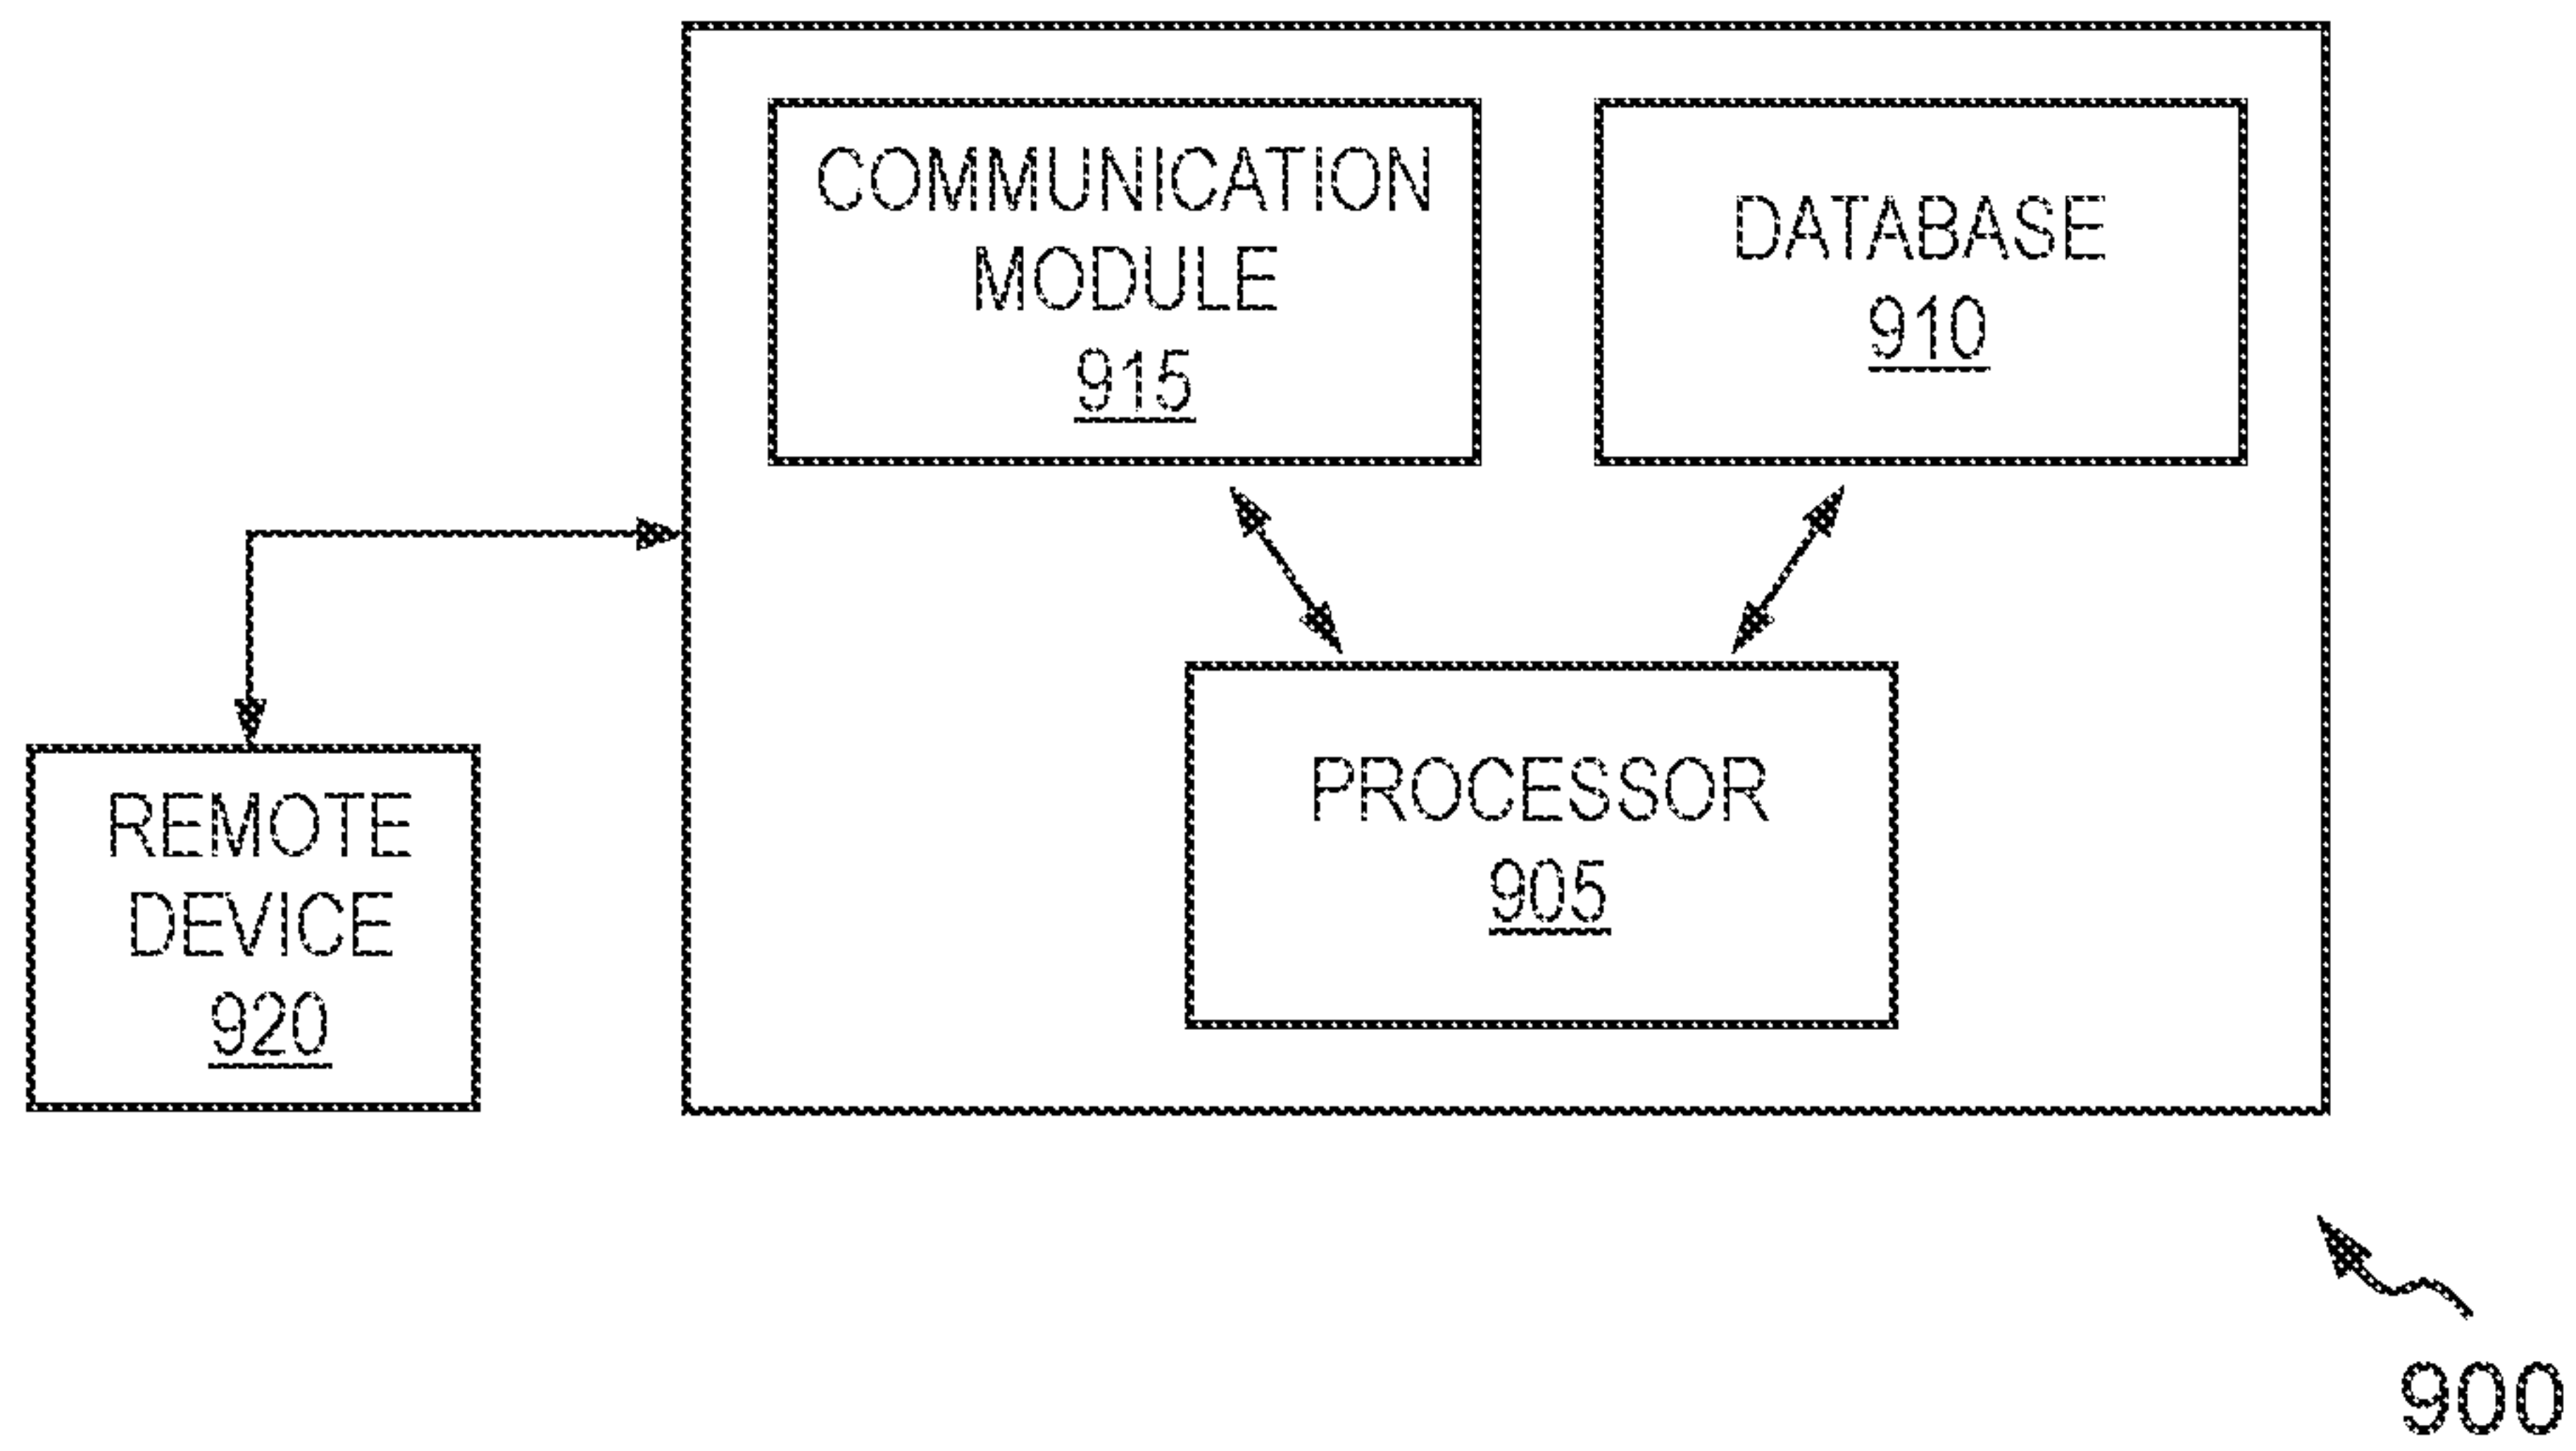 COMMUNICATION
MODULE
915
DATABASE
910
PROCESSOR
905
REMOTE
DEVICE
920
900